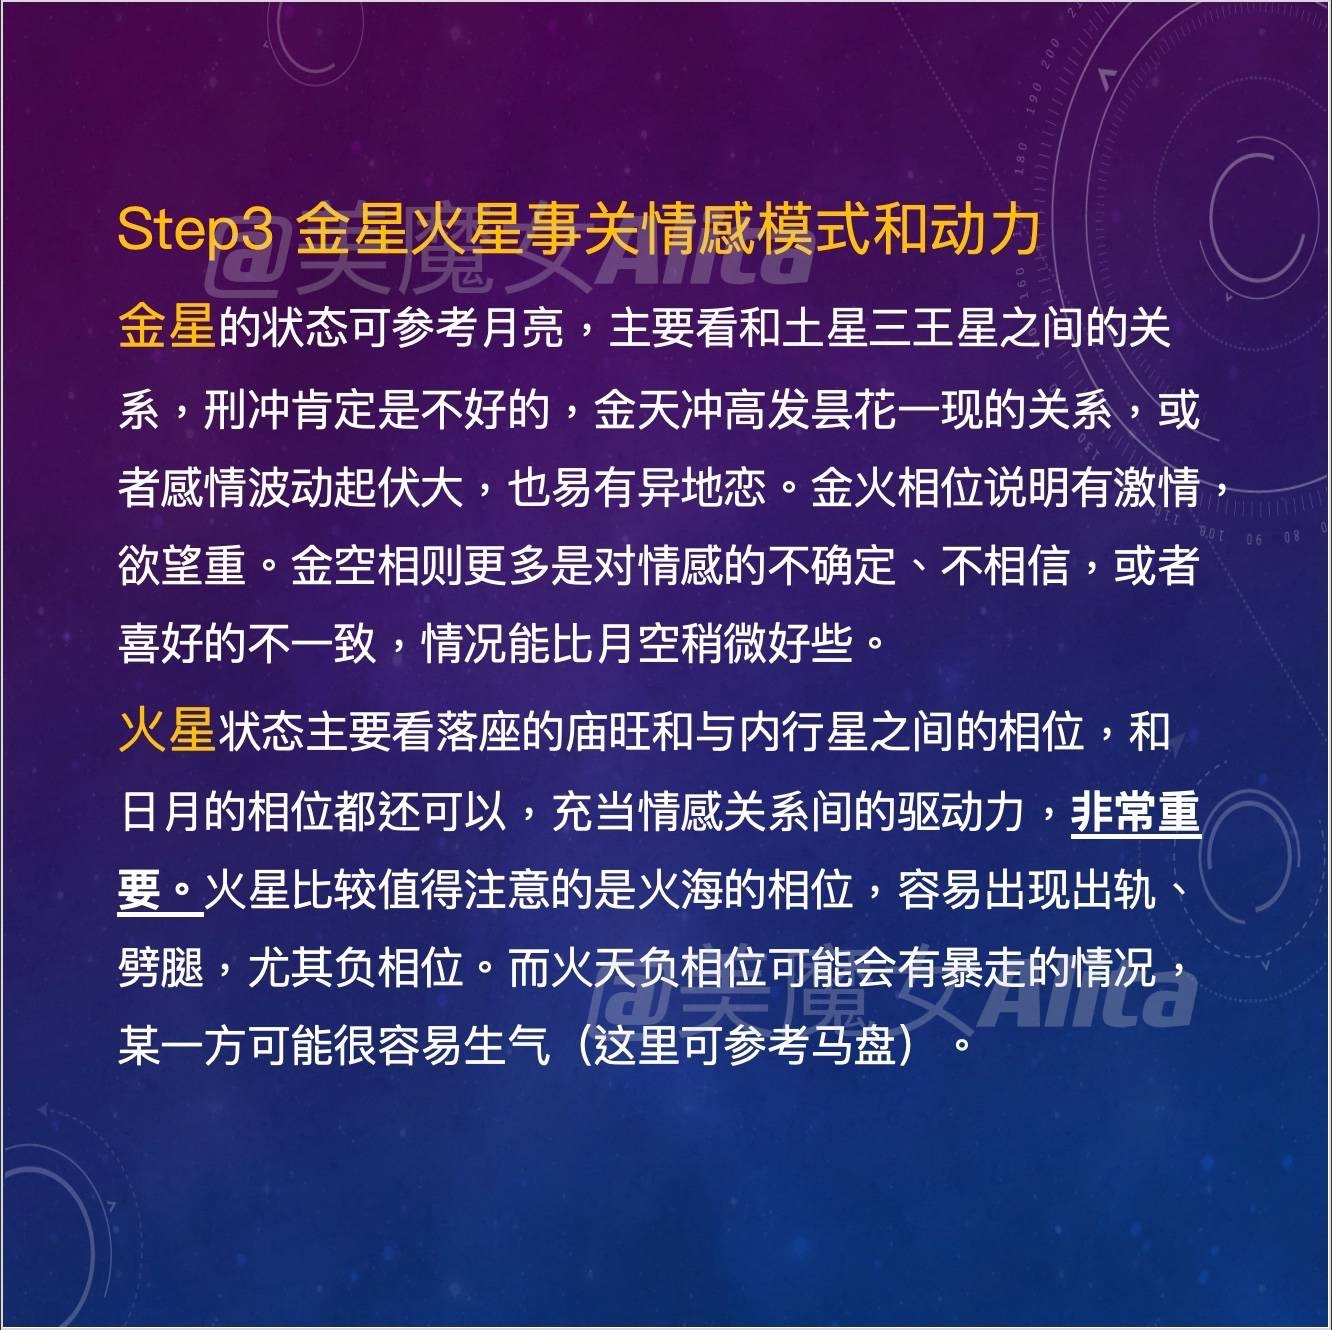 Step3 金星火星事关情感模式和动力
金星的状态可参考月亮，主要看和土星三王星之间的关
系，刑冲肯定是不好的，金天冲高发昙花一现的关系，或
者感情波动起伏大，也易有异地恋。金火相位说明有激情，
欲望重。金空相则更多是对情感的不确定、不相信，或者
喜好的不一致，情况能比月空稍微好些。
火星状态主要看落座的庙旺和与内行星之间的相位，和
日月的相位都还可以，充当情感关系间的驱动力，非常重
要。火星比较值得注意的是火海的相位，容易出现出轨、
劈腿，尤其负相位。而火天负相位可能会有暴走的情况，
某一方可能很容易生气（这里可参考马盘）。
@美魔女Alita
@美魔女Alita
210
200
190
180
160
130
110
100
90
80